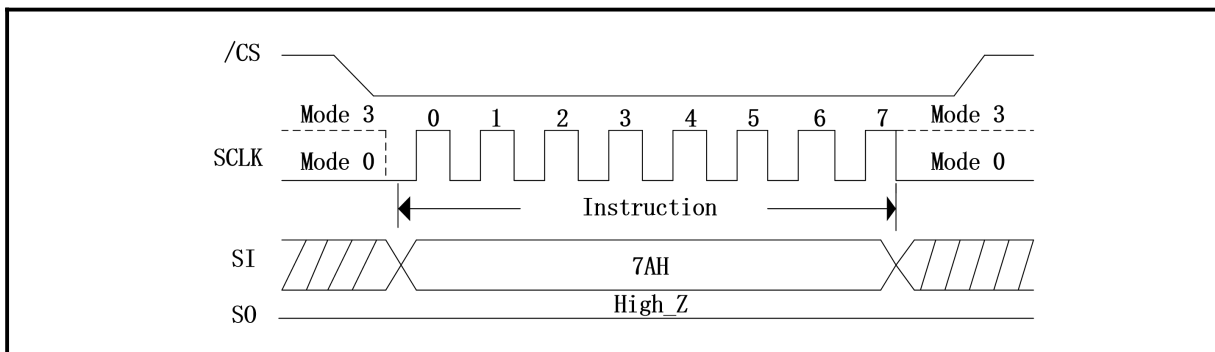 /CS
Mode 3 0 1 2 3 4 5 6 7 Mode 3
SCLK
Mode 0 Mode 0
Instruction
SI 7AH
SO High_Z